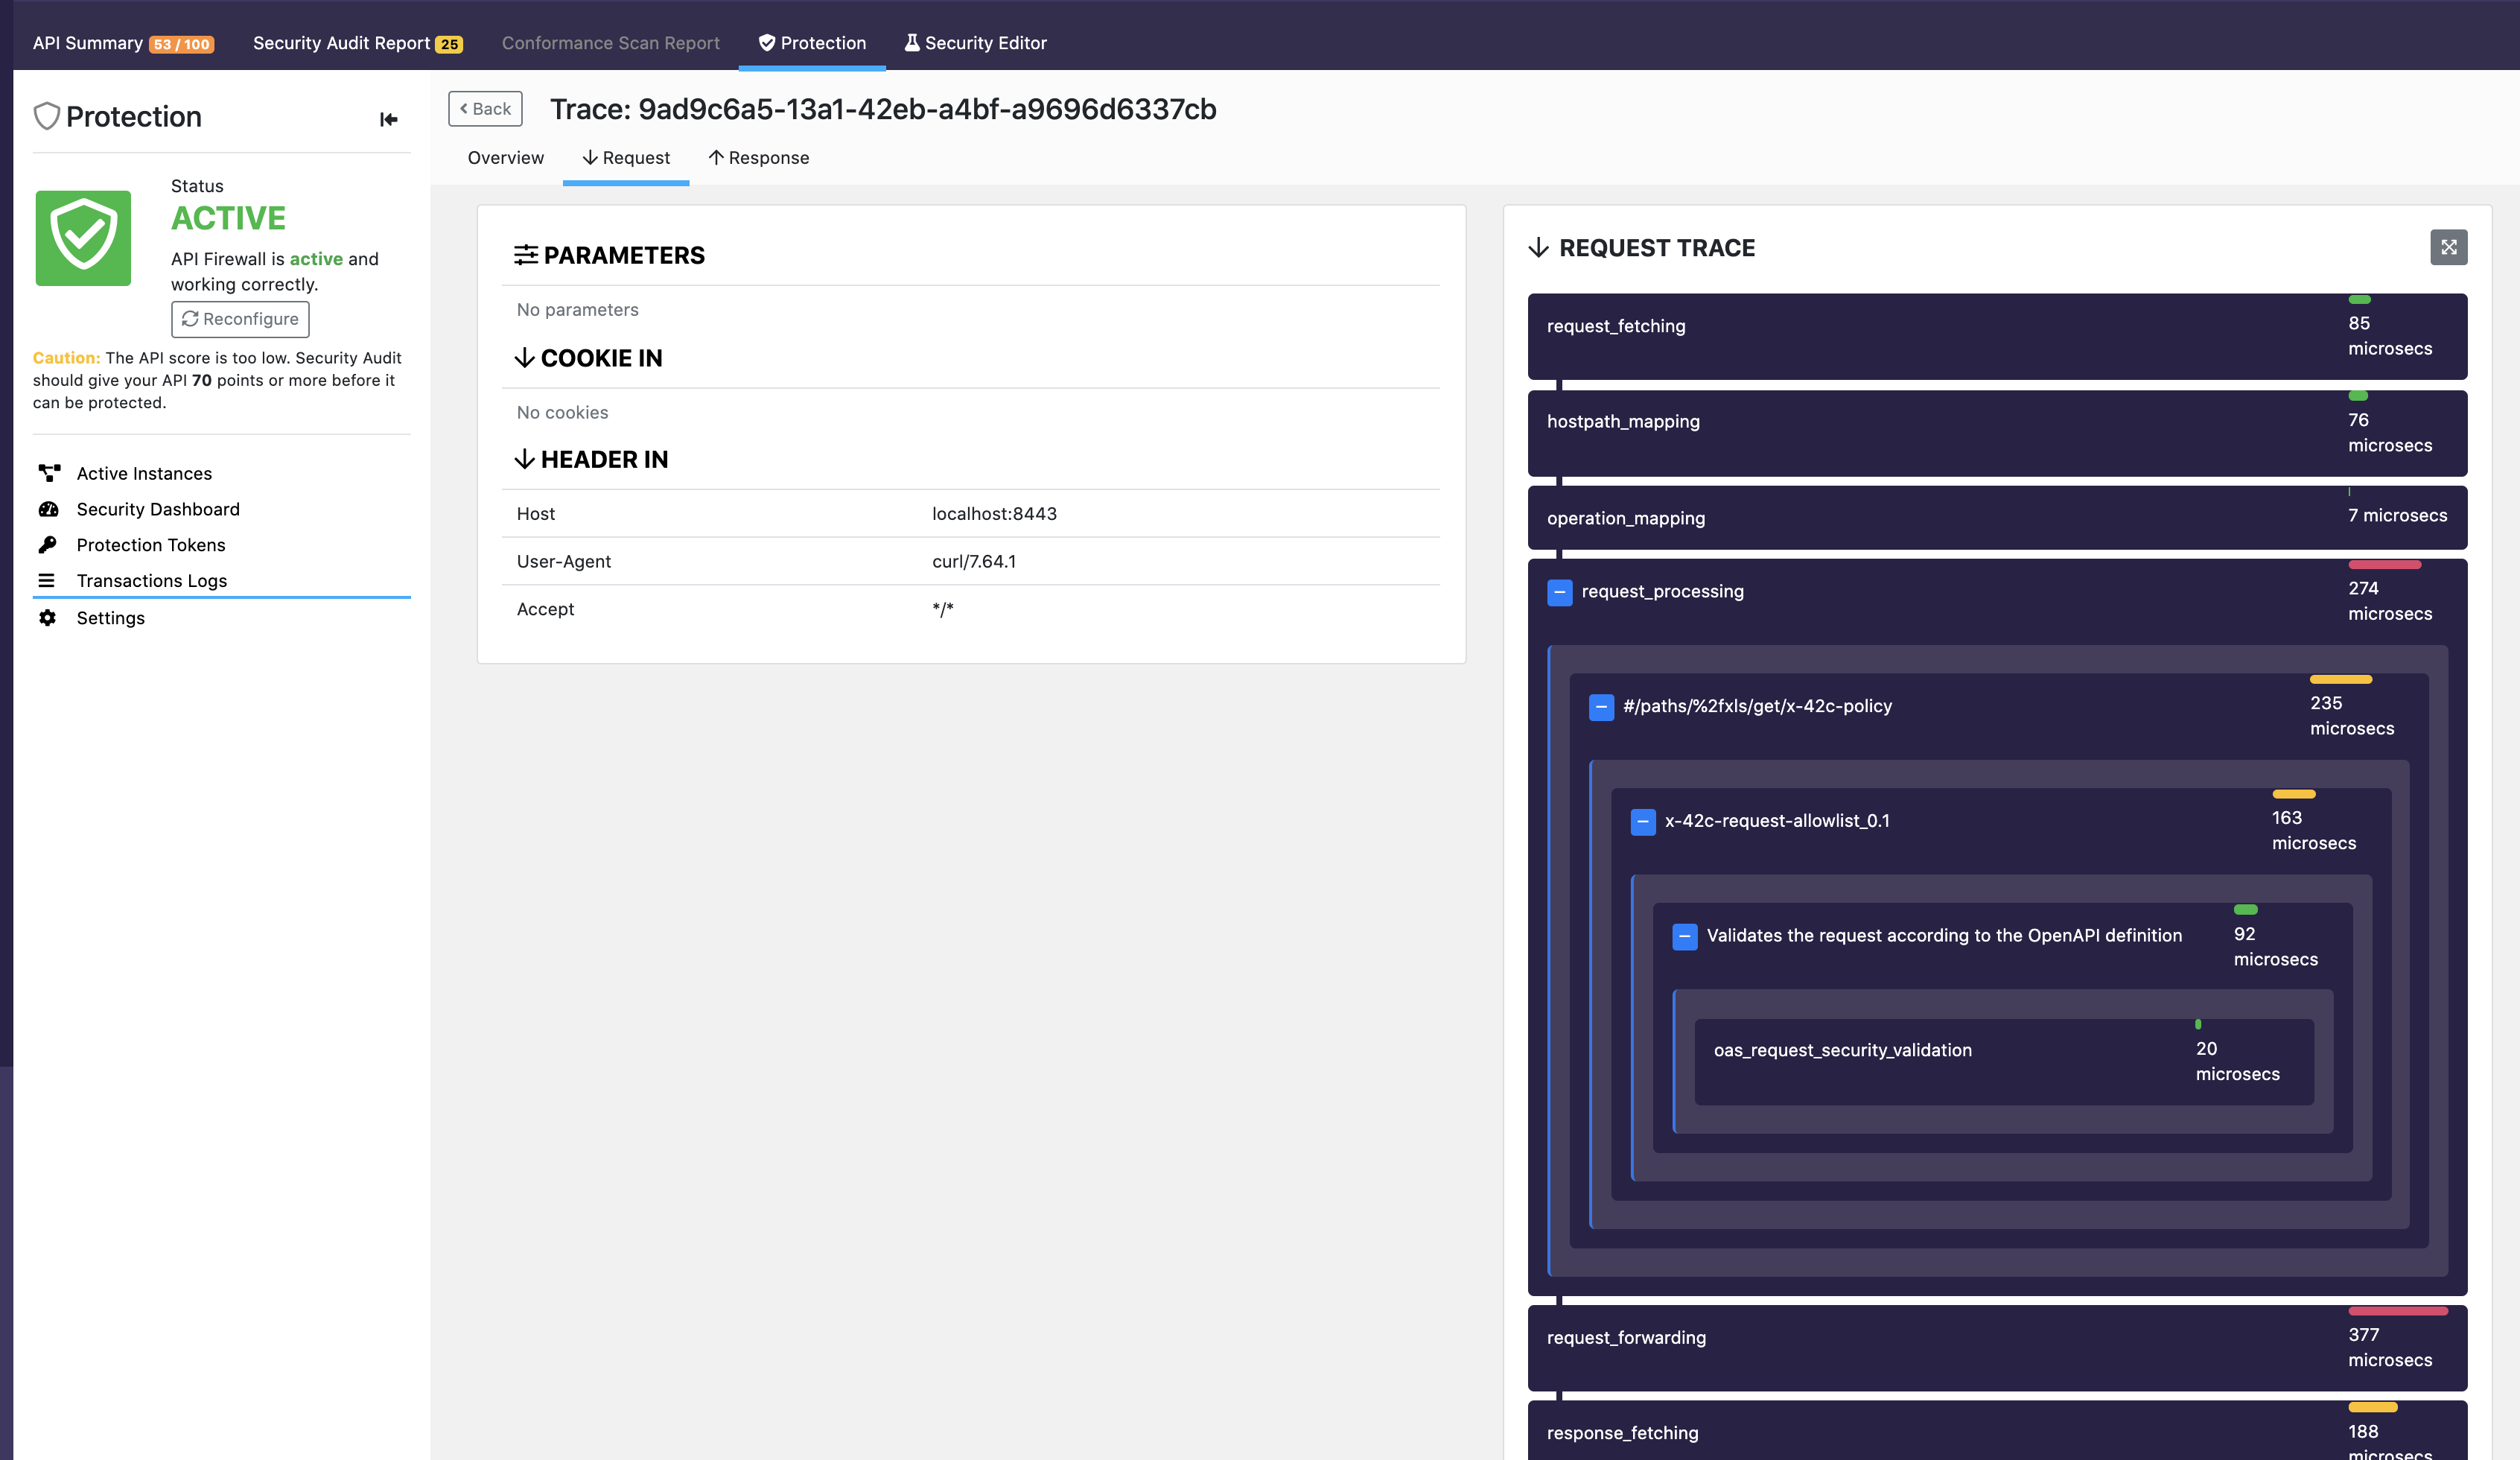 API Summary 53 / 100 Security Audit Report 25 Conformance Scan Report Protection Security Editor
Protection
Status
ACTIVE
API Firewall is active and
working correctly.
Reconfigure
Caution: The API score is too low. Security Audit
should give your API 70 points or more before it
can be protected.
Active Instances
Security Dashboard
Protection Tokens
Transactions Logs
Settings
Back
Trace: 9ad9c6a5-13a1-42eb-a4bf-a9696d6337cb
Overview Request Response
PARAMETERS
No parameters
COOKIE IN
No cookies
HEADER IN
Host localhost:8443
User-Agent curl/7.64.1
Accept */*
REQUEST TRACE
request_fetching
85
microsecs
hostpath_mapping
76
microsecs
operation_mapping
7 microsecs
request_processing
274
microsecs
#/paths/%2fxls/get/x-42c-policy
235
microsecs
x-42c-request-allowlist_0.1
163
microsecs
Validates the request according to the OpenAPI definition
92
microsecs
oas_request_security_validation
20
microsecs
request_forwarding
377
microsecs
response_fetching
188
microsecs